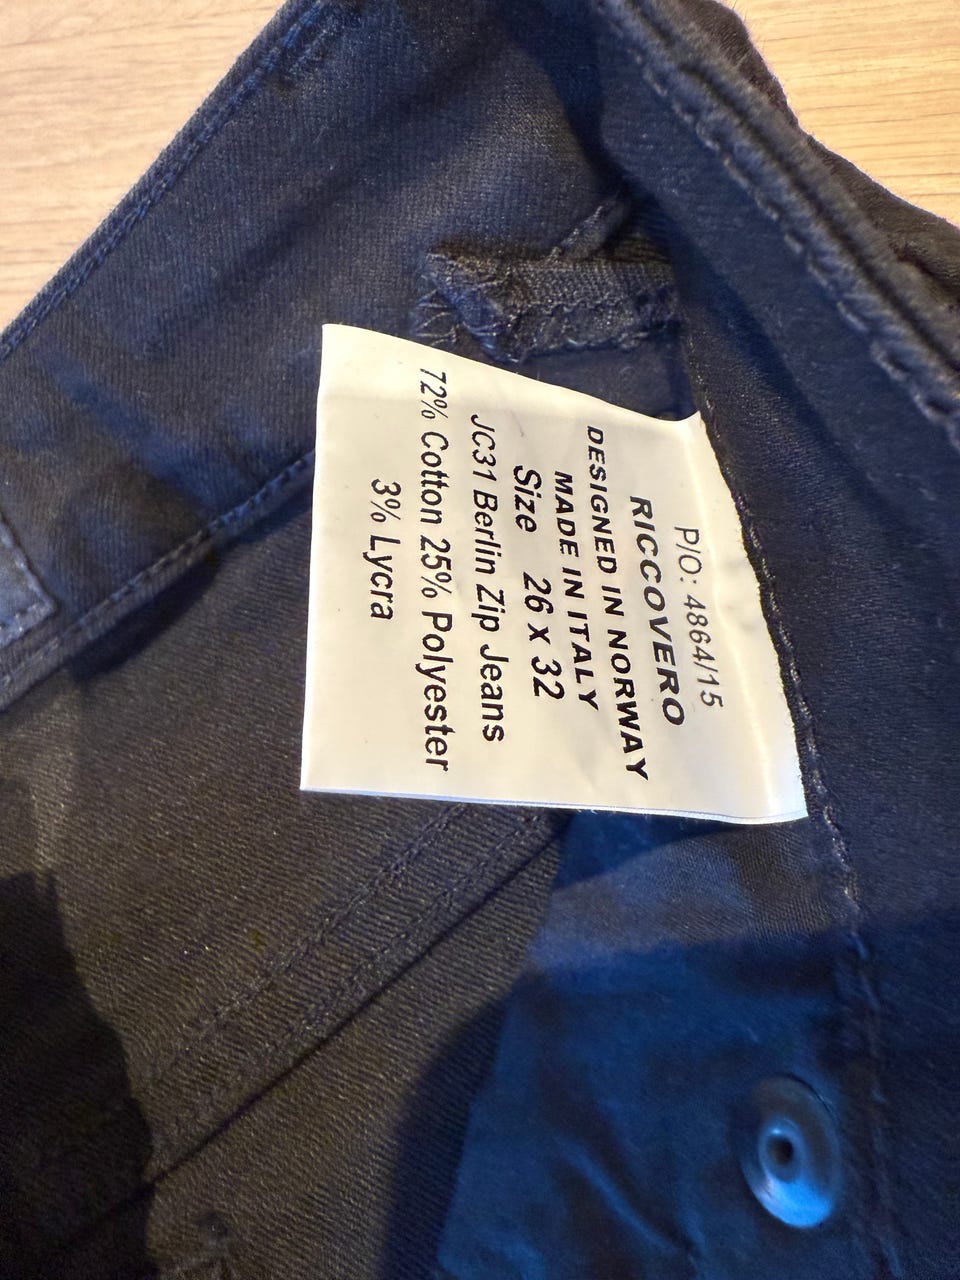 P/O: 4864/15
RICCOVERO
DESIGNED IN NORWAY
MADE IN ITALY
Size 26 x 32
JC31 Berlin Zip Jeans
72% Cotton 25% Polyester
3% Lycra